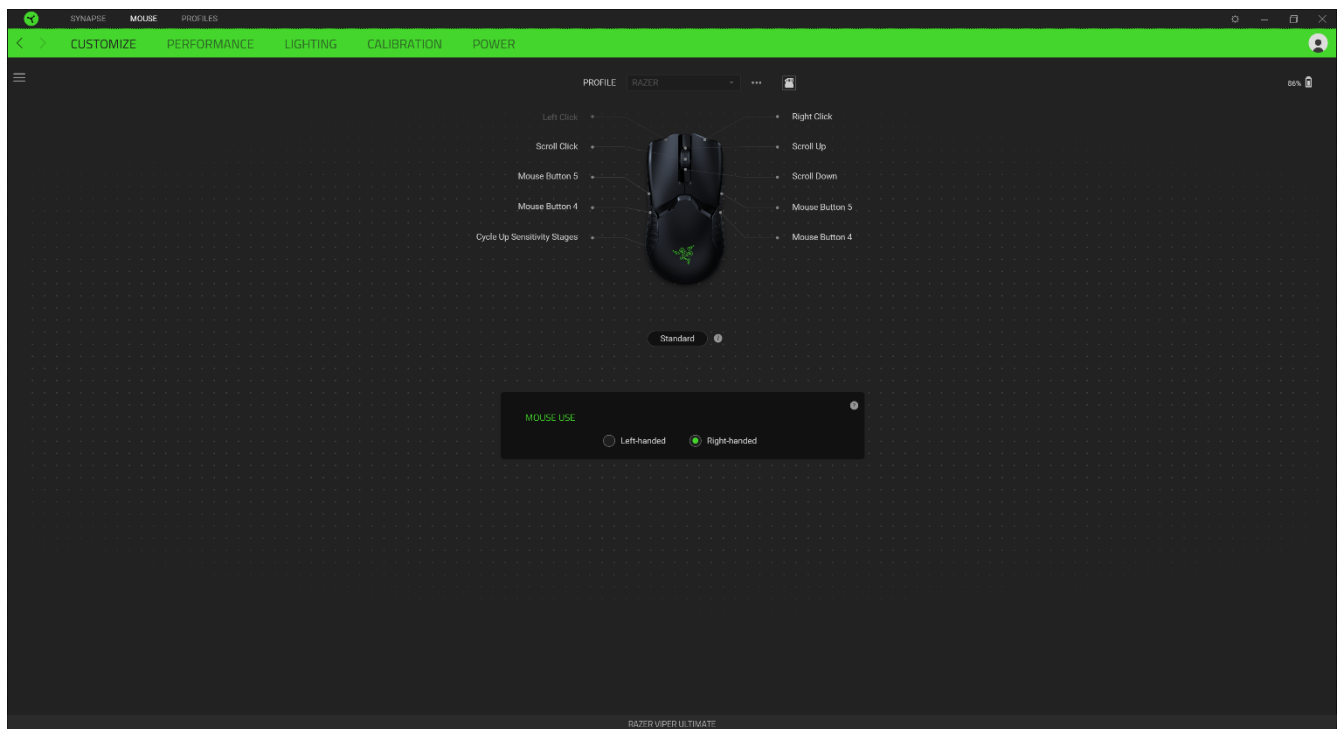 SYNAPSE MOUSE PROFILES
CUSTOMIZE PERFORMANCE LIGHTING CALIBRATION POWER
PROFILE RAZER 86%
Left Click Right Click
Scroll Click Scroll Up
Mouse Button 5 Scroll Down
Mouse Button 4 Mouse Button 5
Cycle Up Sensitivity Stages Mouse Button 4
Standard
MOUSE USE
Left-handed Right-handed
RAZER VIPER ULTIMATE